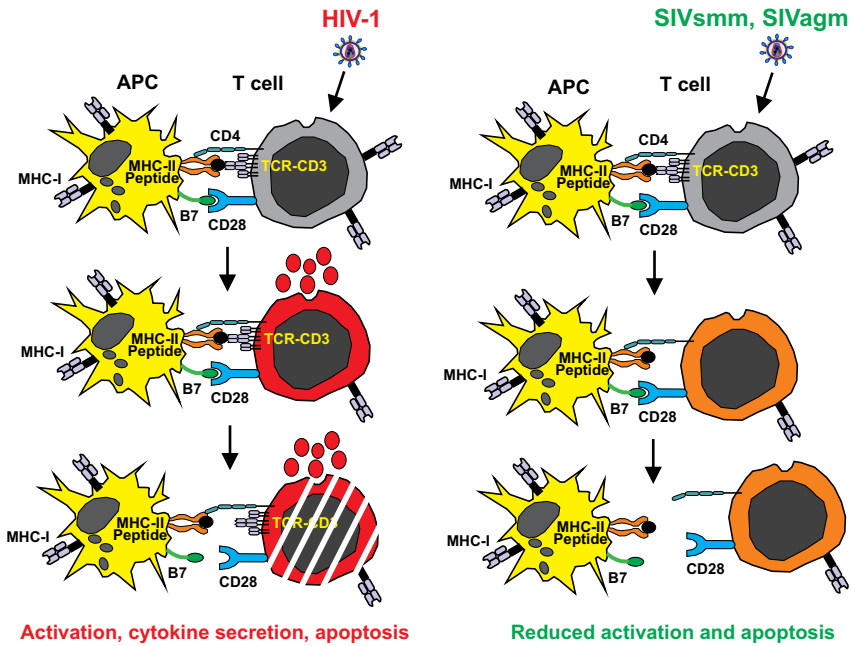 HIV-1
SIVsmm, SIVagm
APC
T cell
CD4
MHC-II
Peptide
TCR-CD3
MHC-I
B7
CD28
APC
T cell
CD4
MHC-II
Peptide
TCR-CD3
MHC-I
B7
CD28
MHC-II
Peptide
TCR-CD3
MHC-I
B7
CD28
MHC-II
Peptide
MHC-I
B7
CD28
MHC-II
Peptide
TCR-CD3
MHC-I
B7
CD28
MHC-II
Peptide
MHC-I
B7
CD28
Activation, cytokine secretion, apoptosis
Reduced activation and apoptosis